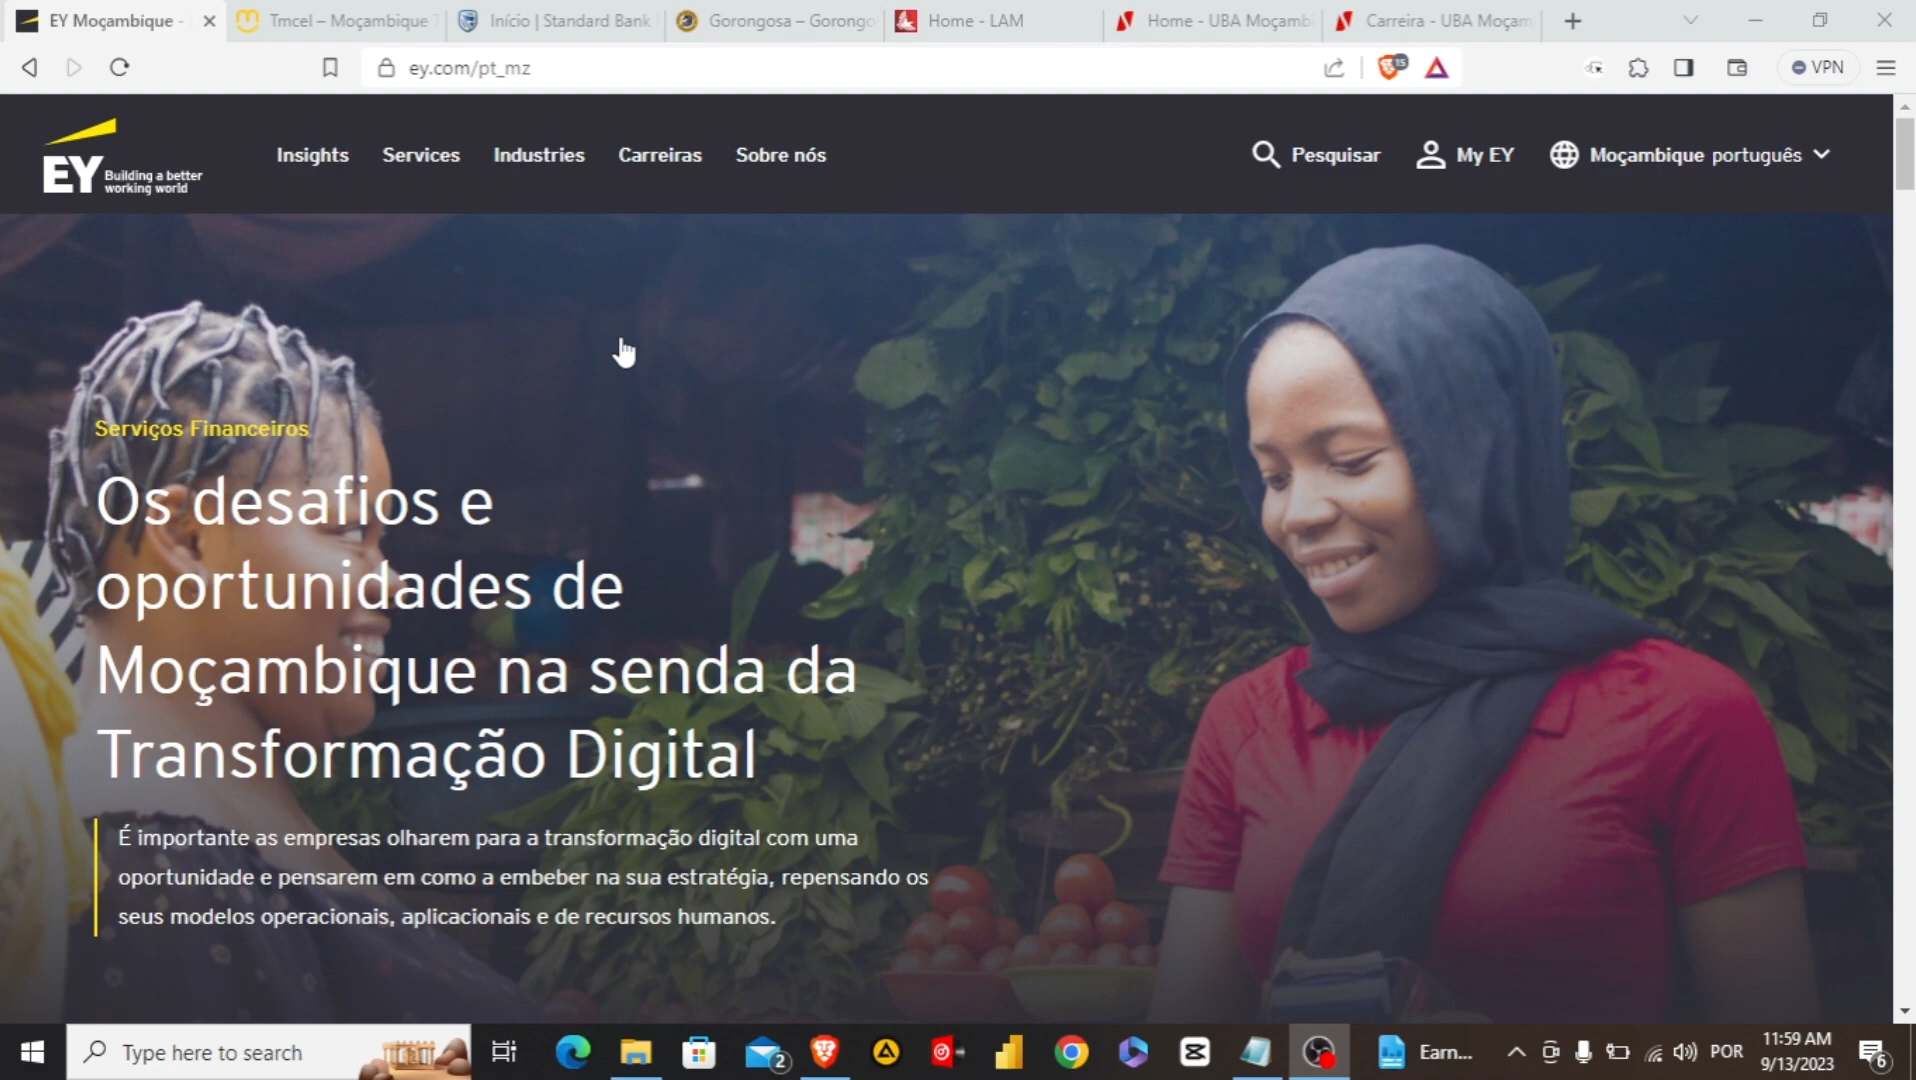 EY Moçambique -
Tmcel – Moçambique T
Início | Standard Bank
Gorongosa – Gorongo
Home - LAM
Home - UBA Moçambi
Carreira - UBA Moçam
ey.com/pt_mz
15
VPN
EY Building a better
working world
Insights
Services
Industries
Carreiras
Sobre nós
Pesquisar
My EY
Moçambique português
Serviços Financeiros
Os desafios e
oportunidades de
Moçambique na senda da
Transformação Digital
É importante as empresas olharem para a transformação digital com uma
oportunidade e pensarem em como a embeber na sua estratégia, repensando os
seus modelos operacionais, aplicacionais e de recursos humanos.
Type here to search
2
Earn...
POR
11:59 AM
9/13/2023
6